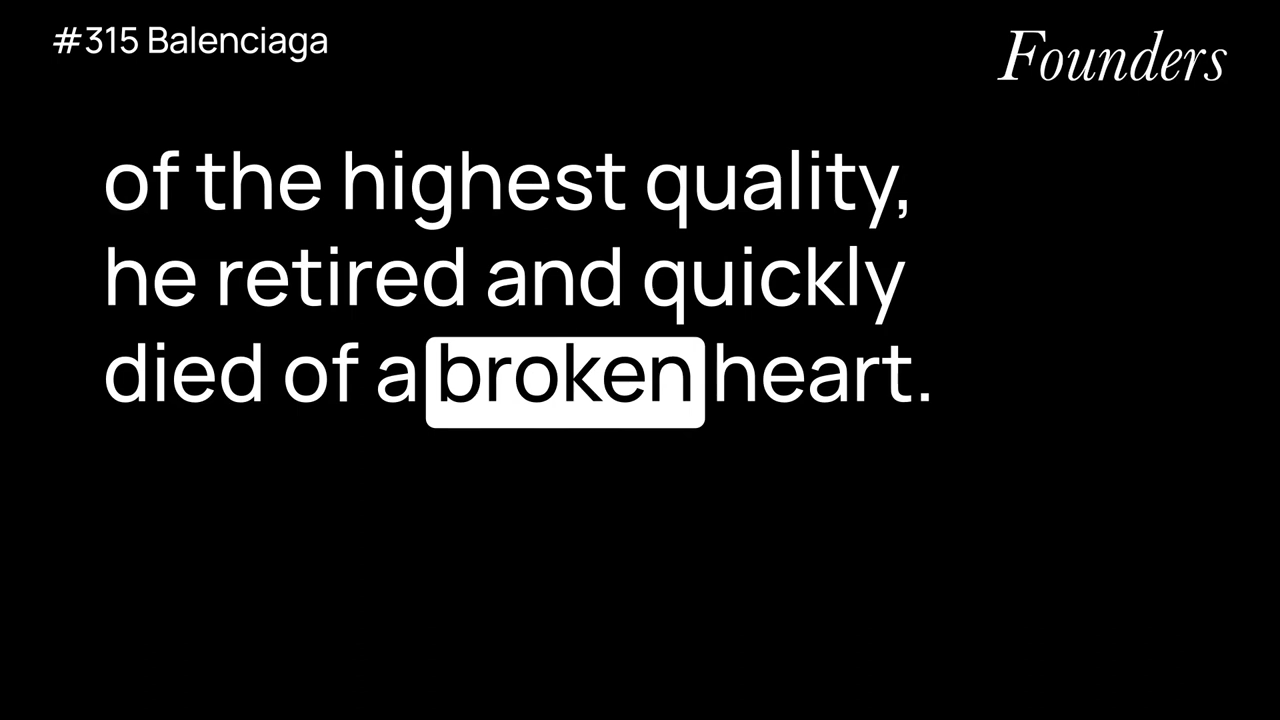 #315 Balenciaga
Founders
of the highest quality,
he retired and quickly
died of a broken heart.